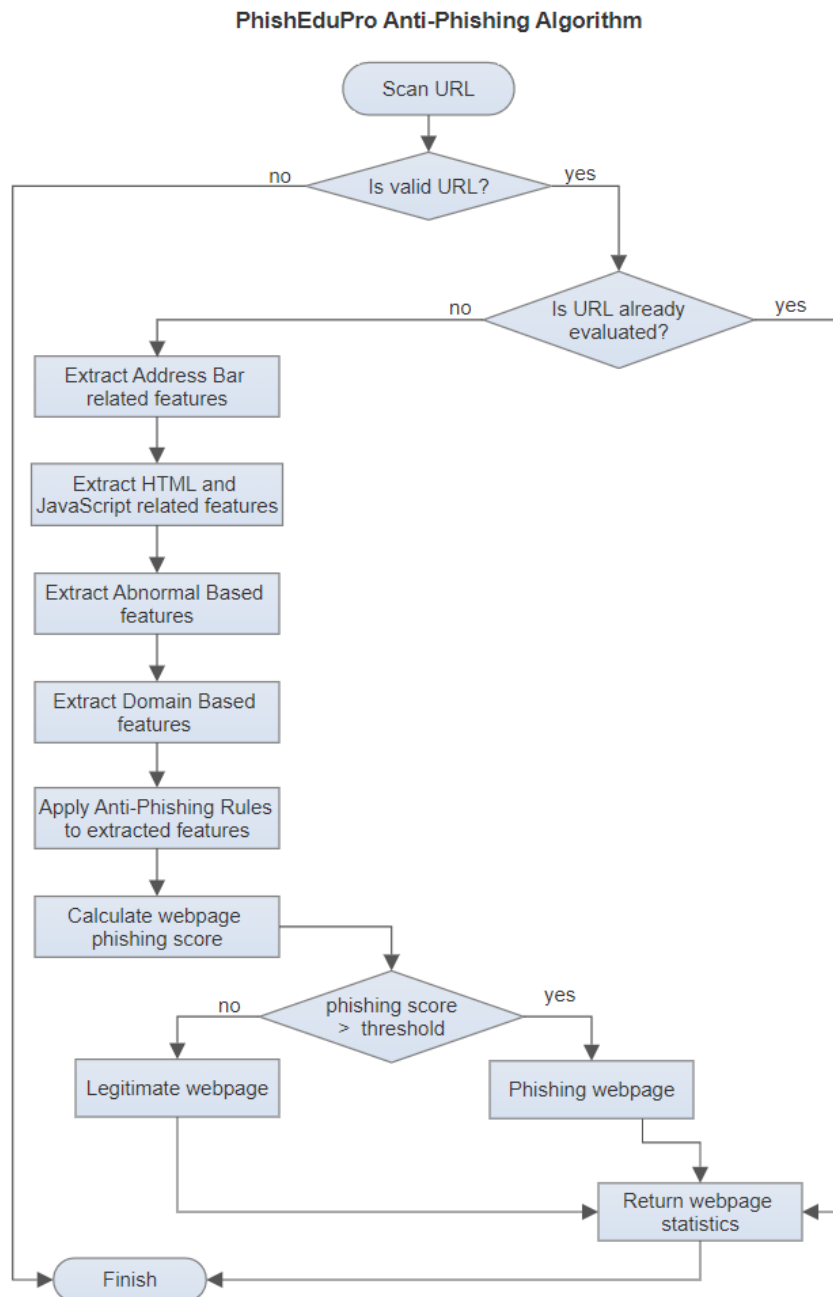 PhishEduPro Anti-Phishing Algorithm
Scan URL
no
Is valid URL?
yes
no
Is URL already
evaluated?
yes
Extract Address Bar
related features
Extract HTML and
JavaScript related features
Extract Abnormal Based
features
Extract Domain Based
features
Apply Anti-Phishing Rules
to extracted features
Calculate webpage
phishing score
no
phishing score
> threshold
yes
Legitimate webpage
Phishing webpage
Return webpage
statistics
Finish